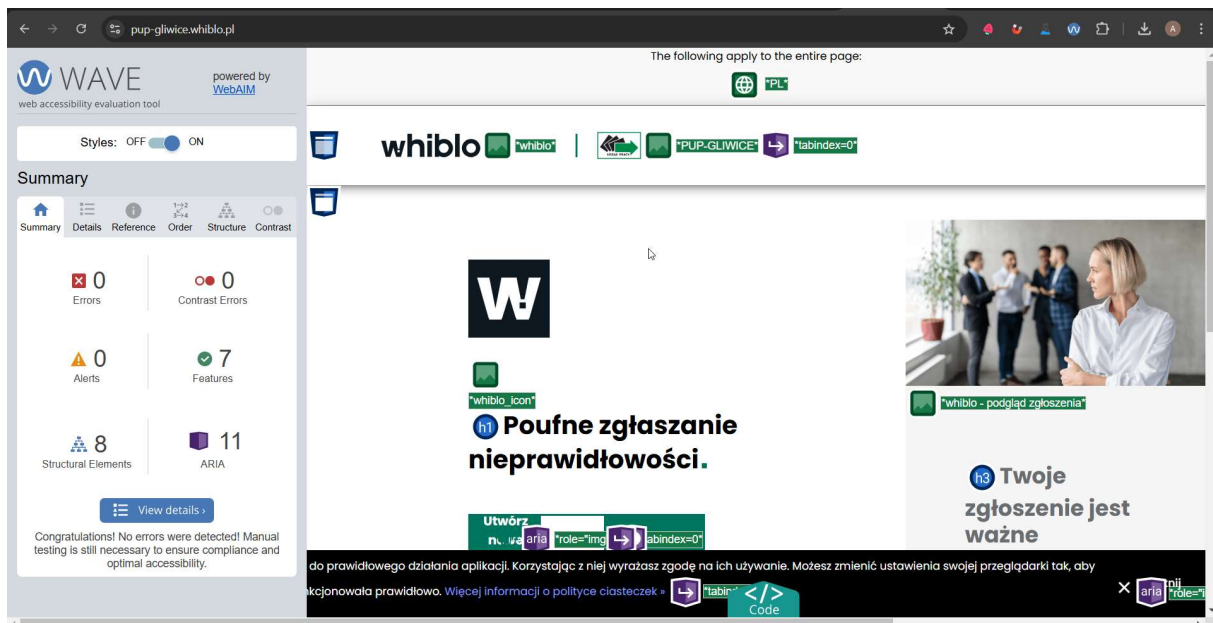 pup-gliwice.whiblo.pl
A
WAVE
web accessibility evaluation tool
powered by
WebAIM
Styles: OFF ON
Summary
Summary Details Reference Order Structure Contrast
0 Errors
0 Contrast Errors
0 Alerts
7 Features
8 Structural Elements
11 ARIA
View details ›
Congratulations! No errors were detected! Manual
testing is still necessary to ensure compliance and
optimal accessibility.
The following apply to the entire page:
*PL*
whiblo *whiblo* | *PUP-GLIWICE* *tabindex=0*
W!
*whiblo_icon*
h1 Poufne zgłaszanie
nieprawidłowości.
Utwórz
aria *role="img *tabindex=0*
*whiblo - podgląd zgłoszenia*
h3 Twoje
zgłoszenie jest
ważne
do prawidłowego działania aplikacji. Korzystając z niej wyrażasz zgodę na ich używanie. Możesz zmienić ustawienia swojej przeglądarki tak, aby
nkcjonowała prawidłowo. Więcej informacji o polityce ciasteczek »
</>
Code
× aria *role="i